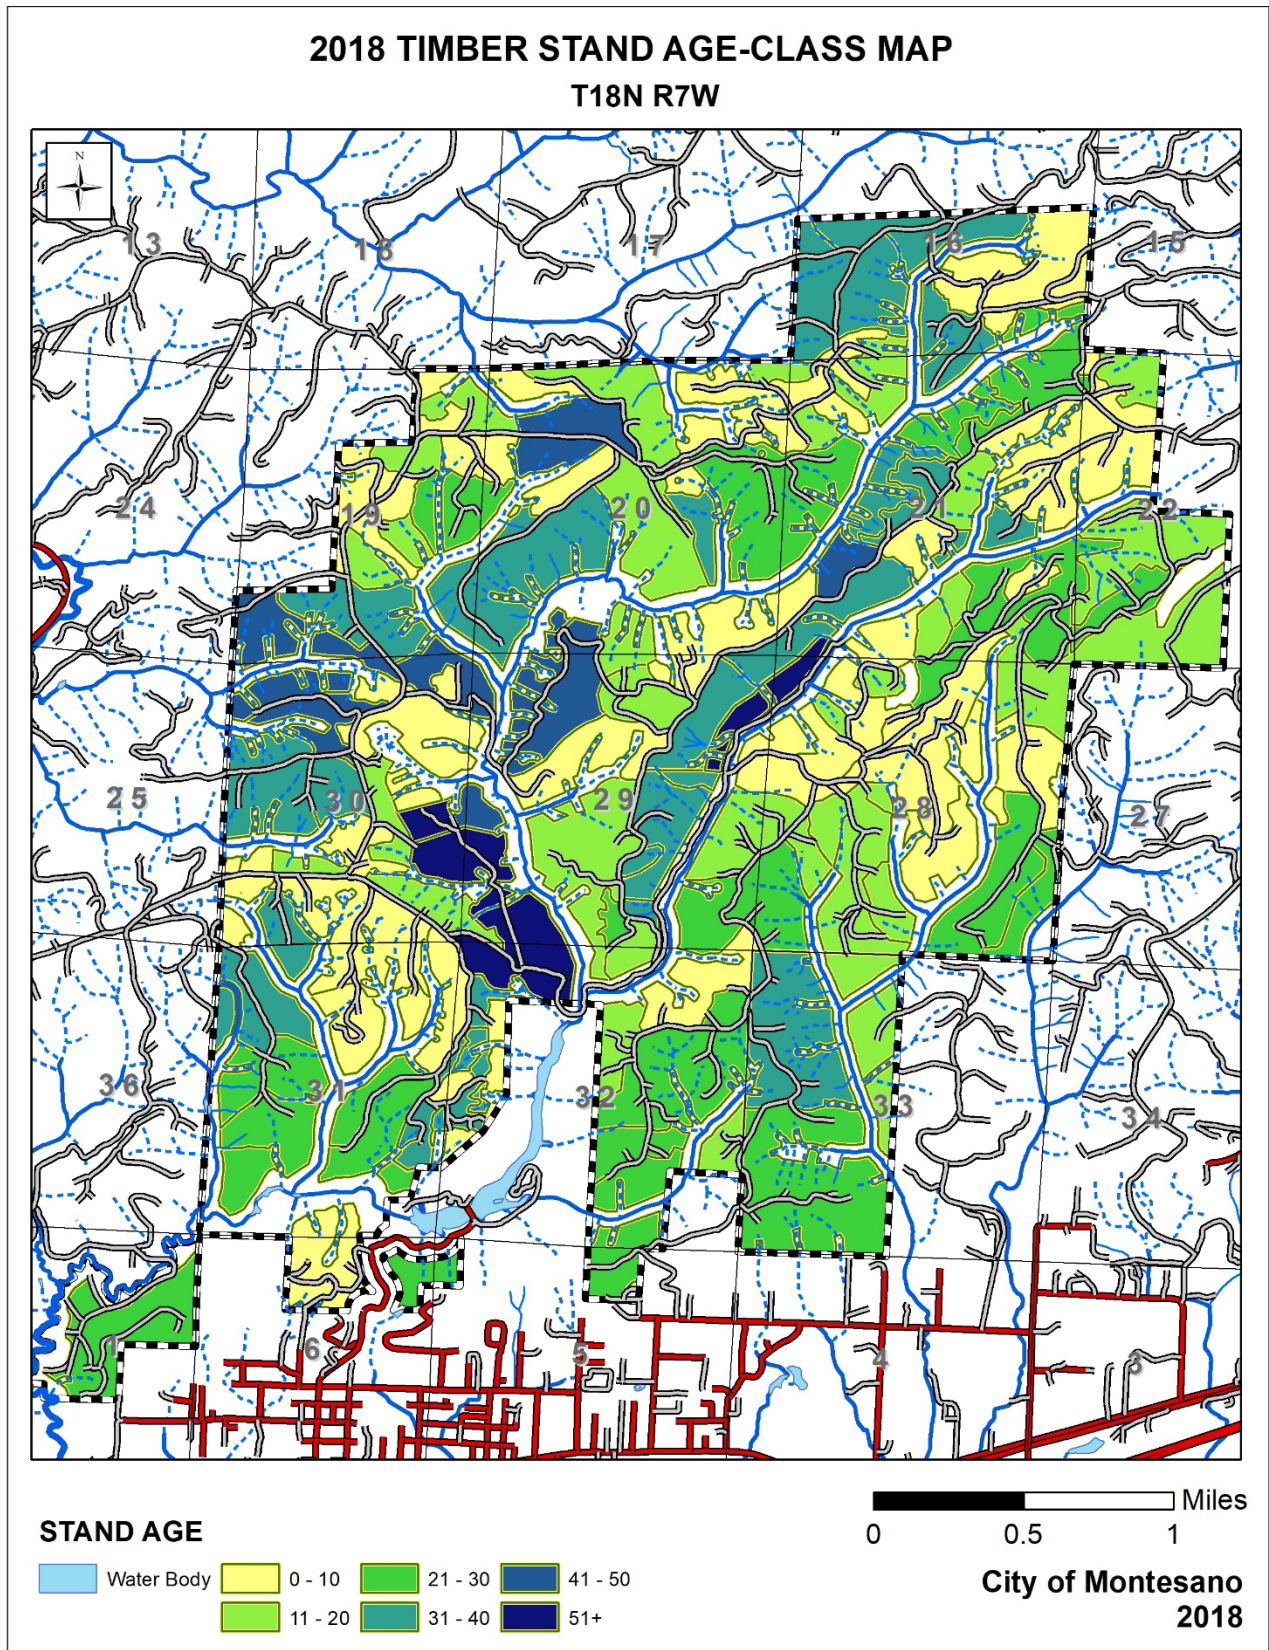 2018 TIMBER STAND AGE-CLASS MAP
T18N R7W
N
13
18
17
16
15
24
19
20
21
22
25
30
29
28
27
36
31
32
33
34
1
6
5
4
3
Miles
0 0.5 1
STAND AGE
Water Body 0 - 10 21 - 30 41 - 50
11 - 20 31 - 40 51+
City of Montesano
2018